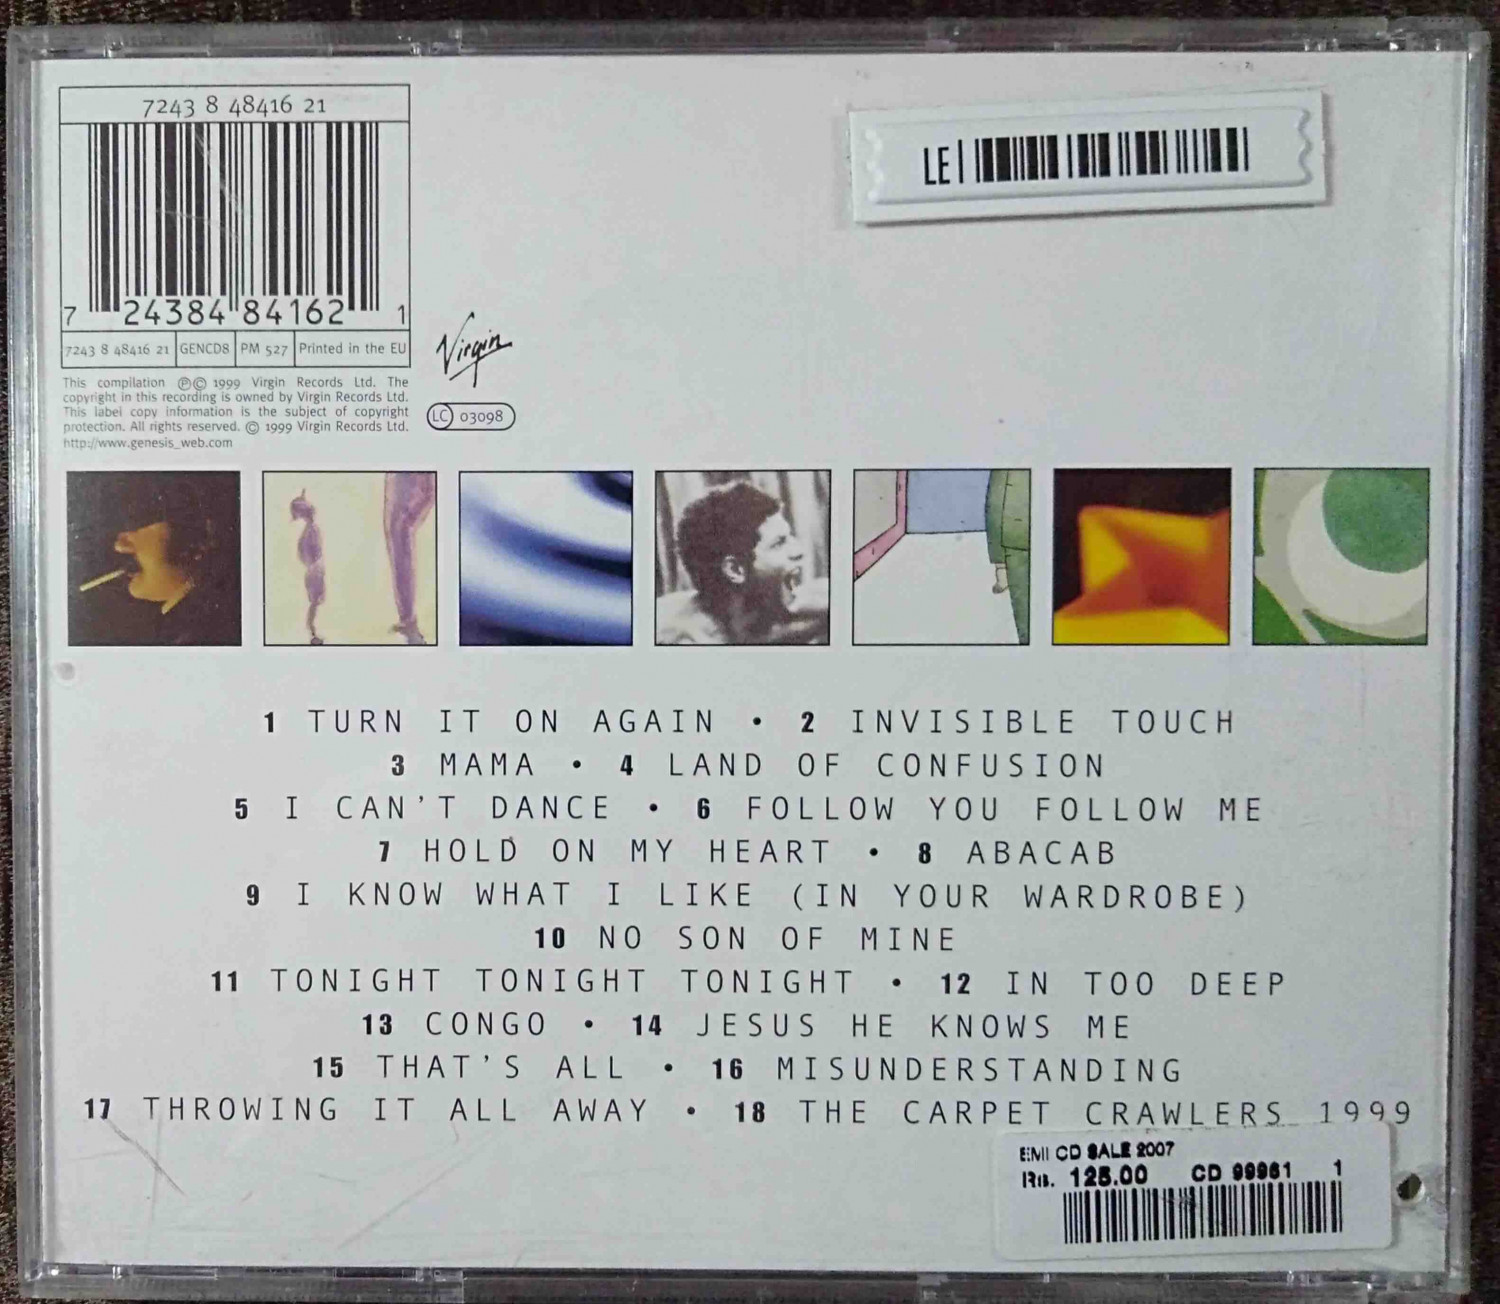 7243 8 48416 21
7 24384 84162 1
7243 8 48416 21 GENCD8 PM 527 Printed in the EU
This compilation ℗© 1999 Virgin Records Ltd. The
copyright in this recording is owned by Virgin Records Ltd.
This label copy information is the subject of copyright
protection. All rights reserved. © 1999 Virgin Records Ltd.
http://www.genesis_web.com
Virgin
LC 03098
LE
1 TURN IT ON AGAIN • 2 INVISIBLE TOUCH
3 MAMA • 4 LAND OF CONFUSION
5 I CAN'T DANCE • 6 FOLLOW YOU FOLLOW ME
7 HOLD ON MY HEART • 8 ABACAB
9 I KNOW WHAT I LIKE (IN YOUR WARDROBE)
10 NO SON OF MINE
11 TONIGHT TONIGHT TONIGHT • 12 IN TOO DEEP
13 CONGO • 14 JESUS HE KNOWS ME
15 THAT'S ALL • 16 MISUNDERSTANDING
17 THROWING IT ALL AWAY • 18 THE CARPET CRAWLERS 1999
EMI CD SALE 2007
Rs. 125.00 CD 99961 1